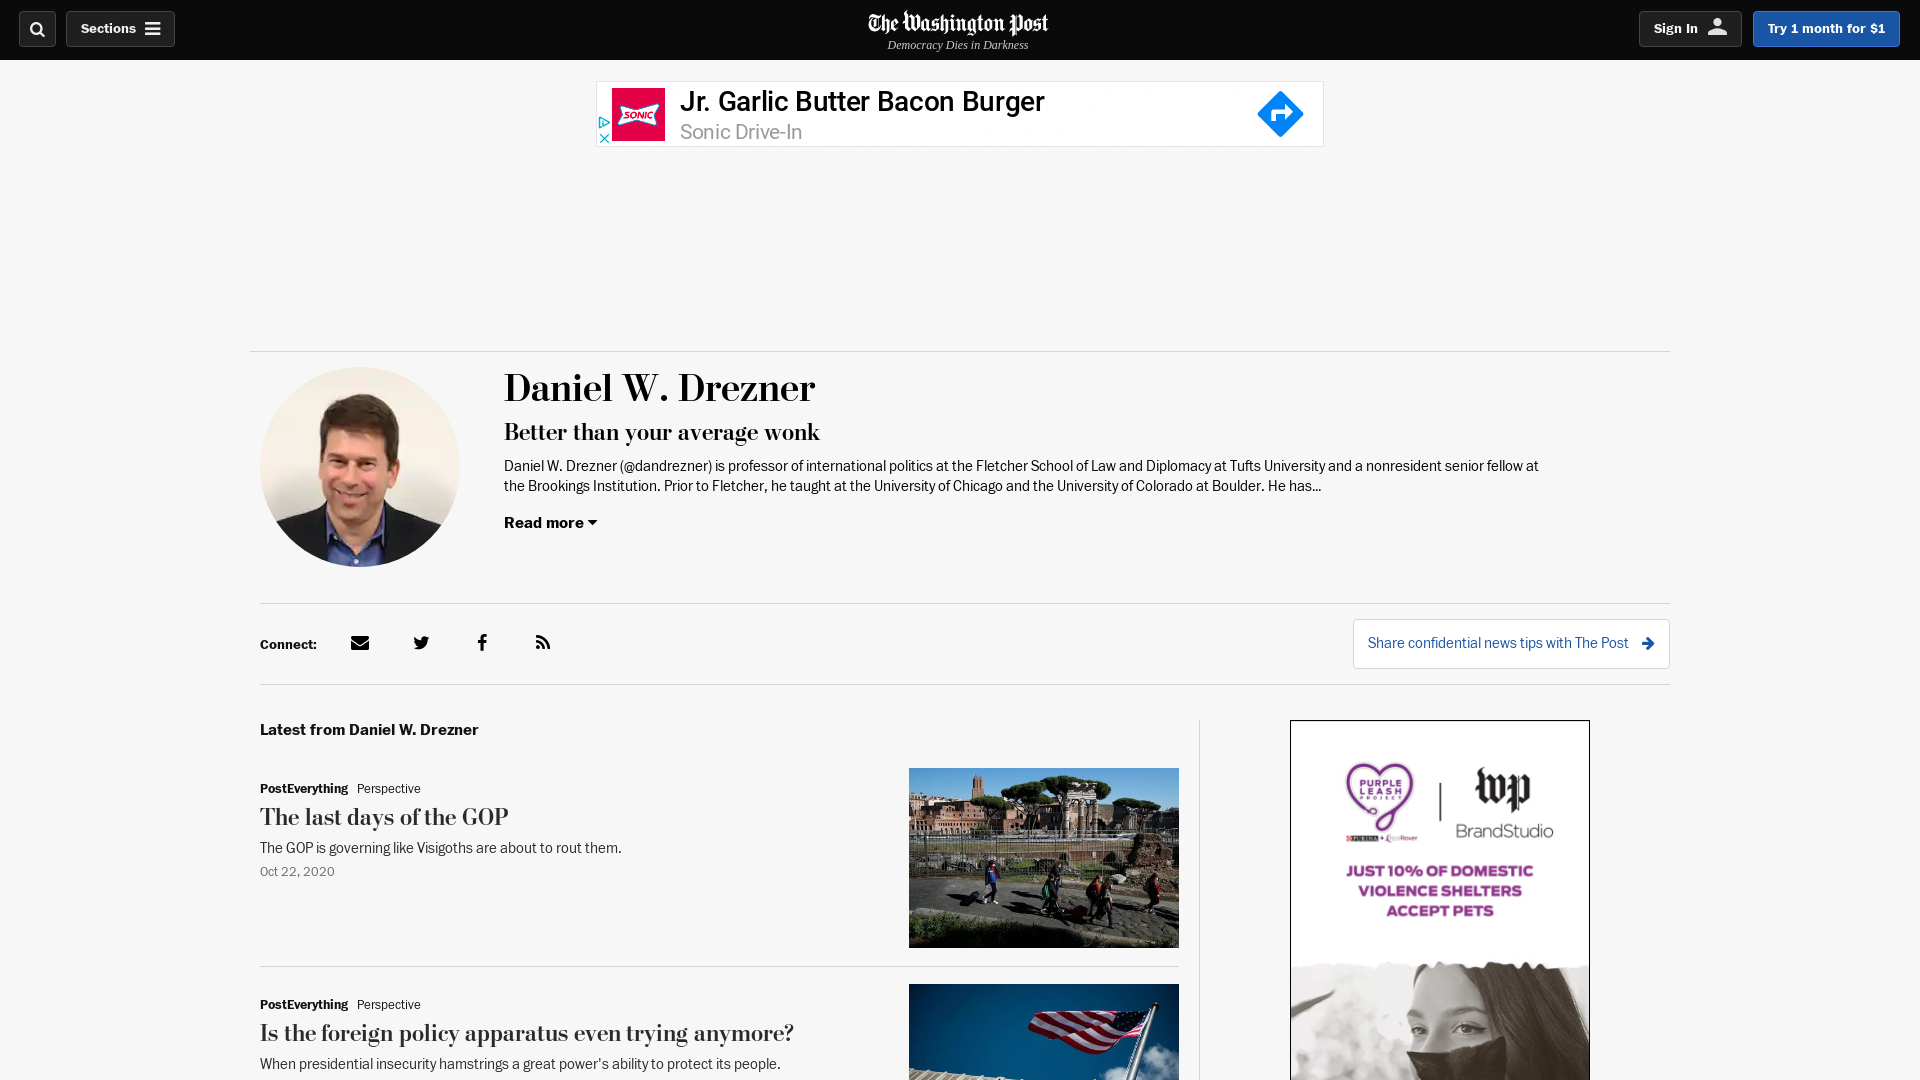 Sections
The Washington Post
Democracy Dies in Darkness
Sign In
Try 1 month for $1
SONIC
Jr. Garlic Butter Bacon Burger
Sonic Drive-In
Daniel W. Drezner
Better than your average wonk
Daniel W. Drezner (@dandrezner) is professor of international politics at the Fletcher School of Law and Diplomacy at Tufts University and a nonresident senior fellow at
the Brookings Institution. Prior to Fletcher, he taught at the University of Chicago and the University of Colorado at Boulder. He has...
Read more
Connect:
Share confidential news tips with The Post
Latest from Daniel W. Drezner
PostEverything Perspective
The last days of the GOP
The GOP is governing like Visigoths are about to rout them.
Oct 22, 2020
PostEverything Perspective
Is the foreign policy apparatus even trying anymore?
When presidential insecurity hamstrings a great power's ability to protect its people.
PURPLE
LEASH
PROJECT
PURINA + RedRover
wp
BrandStudio
JUST 10% OF DOMESTIC
VIOLENCE SHELTERS
ACCEPT PETS